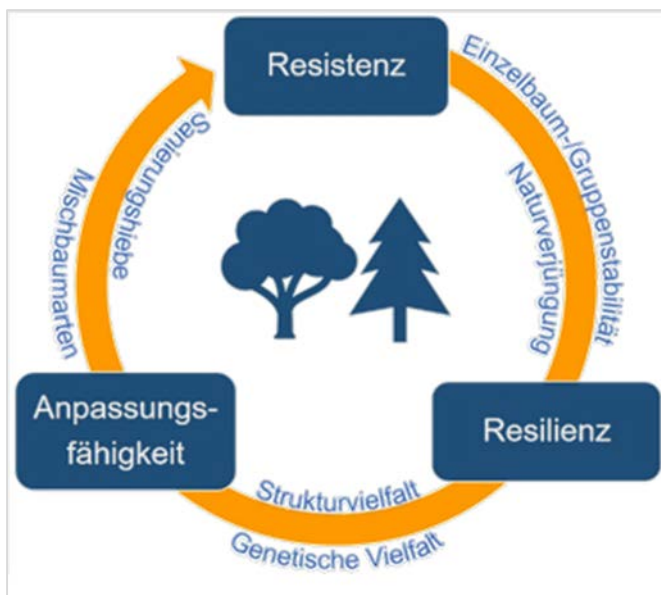 Resistenz
Einzelbaum-/Gruppenstabilität
Naturverjüngung
Resilienz
Strukturvielfalt
Genetische Vielfalt
Anpassungs-
fähigkeit
Mischbaumarten
Sanierungshiebe